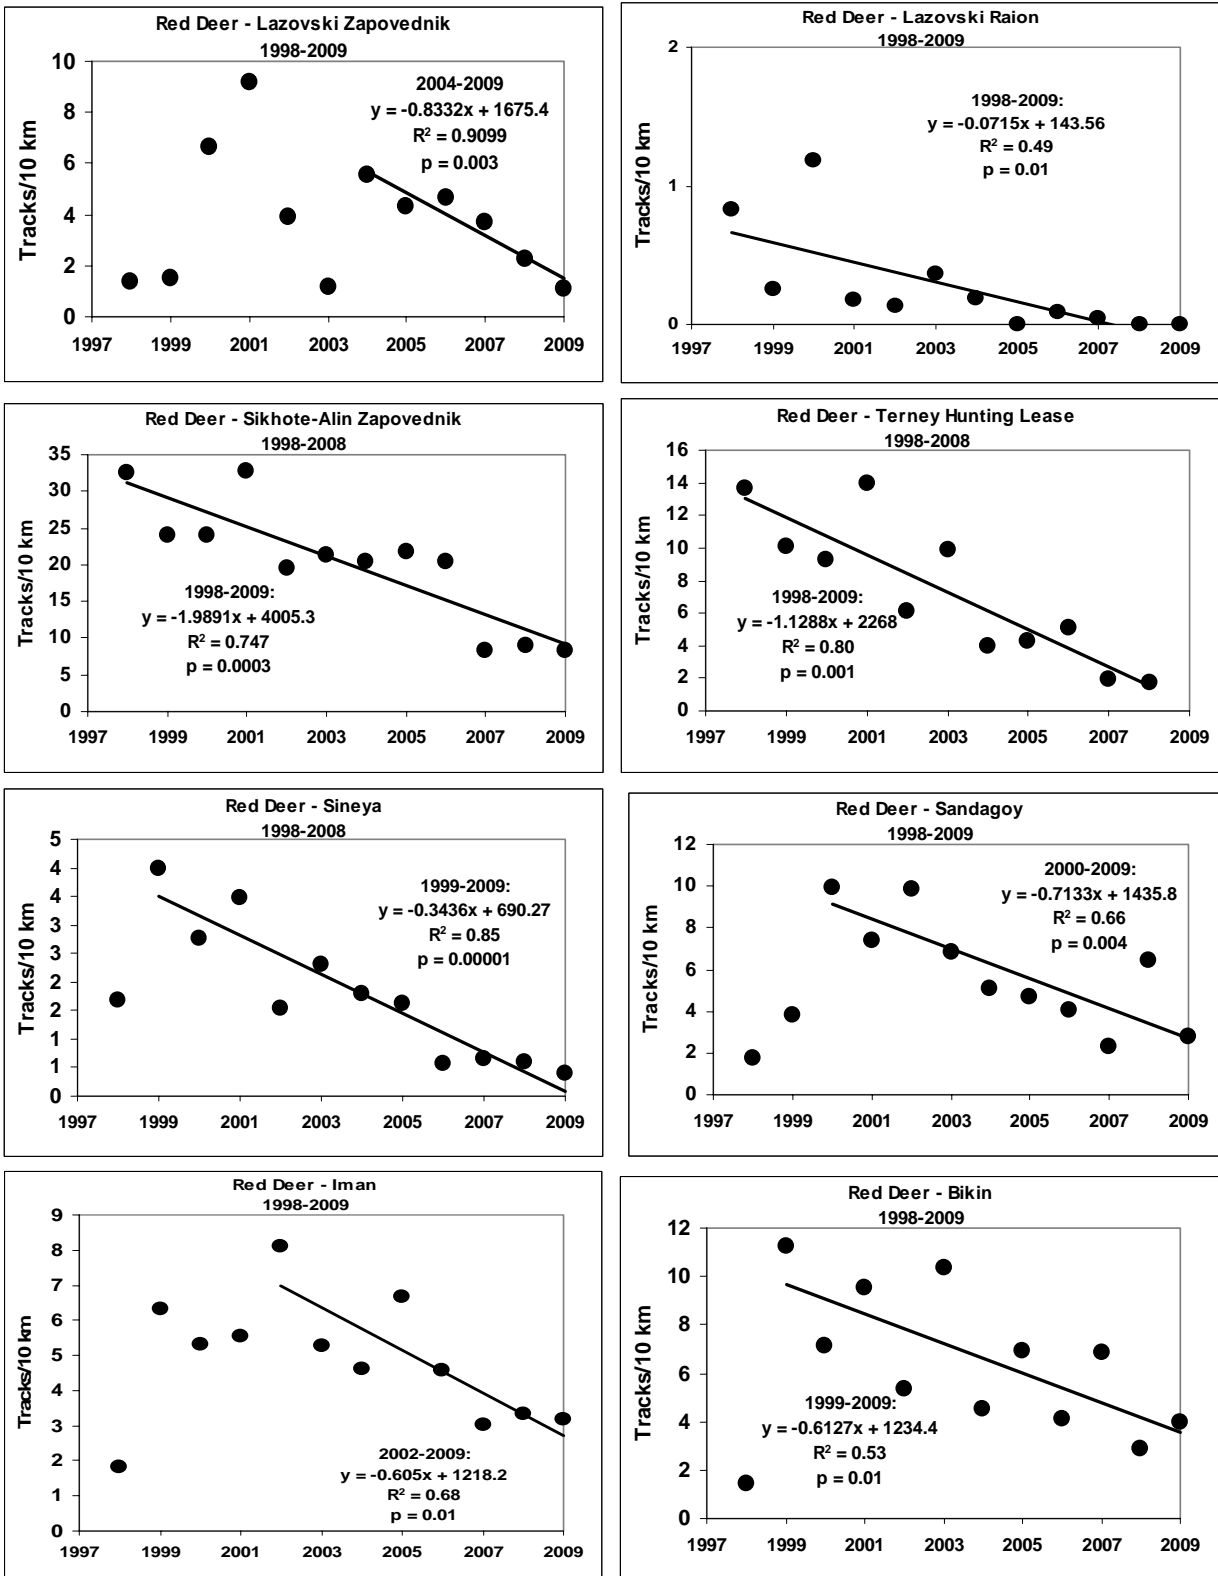 Red Deer - Lazovski Zapovednik
1998-2009
Tracks/10 km
10
8
6
4
2
0
2004-2009
y = -0.8332x + 1675.4
R² = 0.9099
p = 0.003
1997 1999 2001 2003 2005 2007 2009
Red Deer - Lazovski Raion
1998-2009
Tracks/10 km
2
1
0
1998-2009:
y = -0.0715x + 143.56
R² = 0.49
p = 0.01
1997 1999 2001 2003 2005 2007 2009
Red Deer - Sikhote-Alin Zapovednik
1998-2008
Tracks/10 km
35
30
25
20
15
10
5
0
1998-2009:
y = -1.9891x + 4005.3
R² = 0.747
p = 0.0003
1997 1999 2001 2003 2005 2007 2009
Red Deer - Terney Hunting Lease
1998-2008
Tracks/10 km
16
14
12
10
8
6
4
2
0
1998-2009:
y = -1.1288x + 2268
R² = 0.80
p = 0.001
1997 1999 2001 2003 2005 2007 2009
Red Deer - Sineya
1998-2008
Tracks/10 km
5
4
4
3
3
2
2
1
1
0
1999-2009:
y = -0.3436x + 690.27
R² = 0.85
p = 0.00001
1997 1999 2001 2003 2005 2007 2009
Red Deer - Sandagoy
1998-2009
Tracks/10 km
12
10
8
6
4
2
0
2000-2009:
y = -0.7133x + 1435.8
R² = 0.66
p = 0.004
1997 1999 2001 2003 2005 2007 2009
Red Deer - Iman
1998-2009
Tracks/10 km
9
8
7
6
5
4
3
2
1
0
2002-2009:
y = -0.605x + 1218.2
R² = 0.68
p = 0.01
1997 1999 2001 2003 2005 2007 2009
Red Deer - Bikin
1998-2009
Tracks/10 km
12
10
8
6
4
2
0
1999-2009:
y = -0.6127x + 1234.4
R² = 0.53
p = 0.01
1997 1999 2001 2003 2005 2007 2009